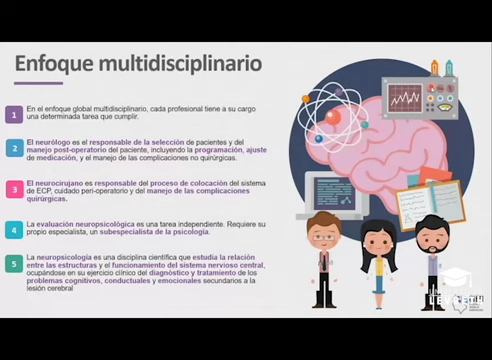 Enfoque multidisciplinario
1
En el enfoque global multidisciplinario, cada profesional tiene a su cargo
una determinada tarea que cumplir.
2
El neurólogo es el responsable de la selección de pacientes y del
manejo post-operatorio del paciente, incluyendo la programación, ajuste
de medicación, y el manejo de las complicaciones no quirúrgicas.
3
El neurocirujano es responsable del proceso de colocación del sistema
de ECP, cuidado peri-operatorio y del manejo de las complicaciones
quirúrgicas.
4
La evaluación neuropsicológica es una tarea independiente. Requiere su
propio especialista, un subespecialista de la psicología.
5
La neuropsicología es una disciplina científica que estudia la relación
entre las estructuras y el funcionamiento del sistema nervioso central,
ocupándose en su ejercicio clínico del diagnóstico y tratamiento de los
problemas cognitivos, conductuales y emocionales secundarios a la
lesión cerebral